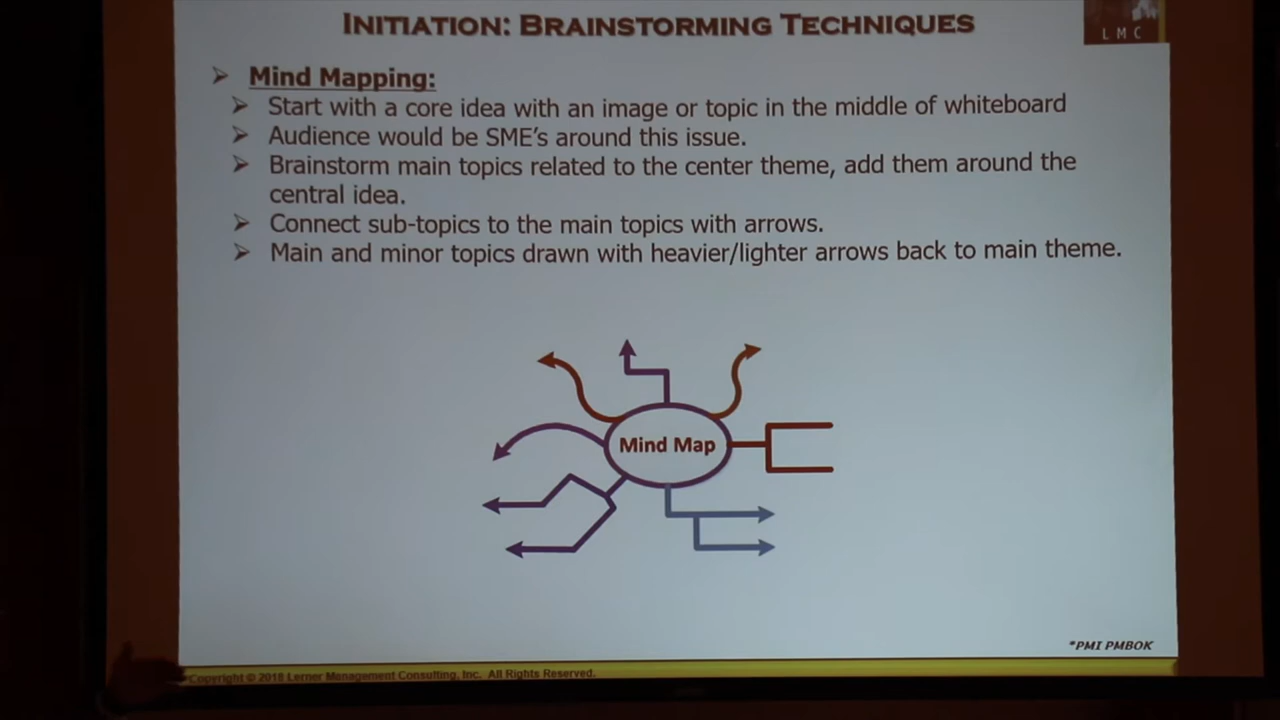 INITIATION: BRAINSTORMING TECHNIQUES
LMC
Mind Mapping:
Start with a core idea with an image or topic in the middle of whiteboard
Audience would be SME's around this issue.
Brainstorm main topics related to the center theme, add them around the
central idea.
Connect sub-topics to the main topics with arrows.
Main and minor topics drawn with heavier/lighter arrows back to main theme.
Mind Map
*PMI PMBOK
Copyright © 2018 Lerner Management Consulting, Inc. All Rights Reserved.